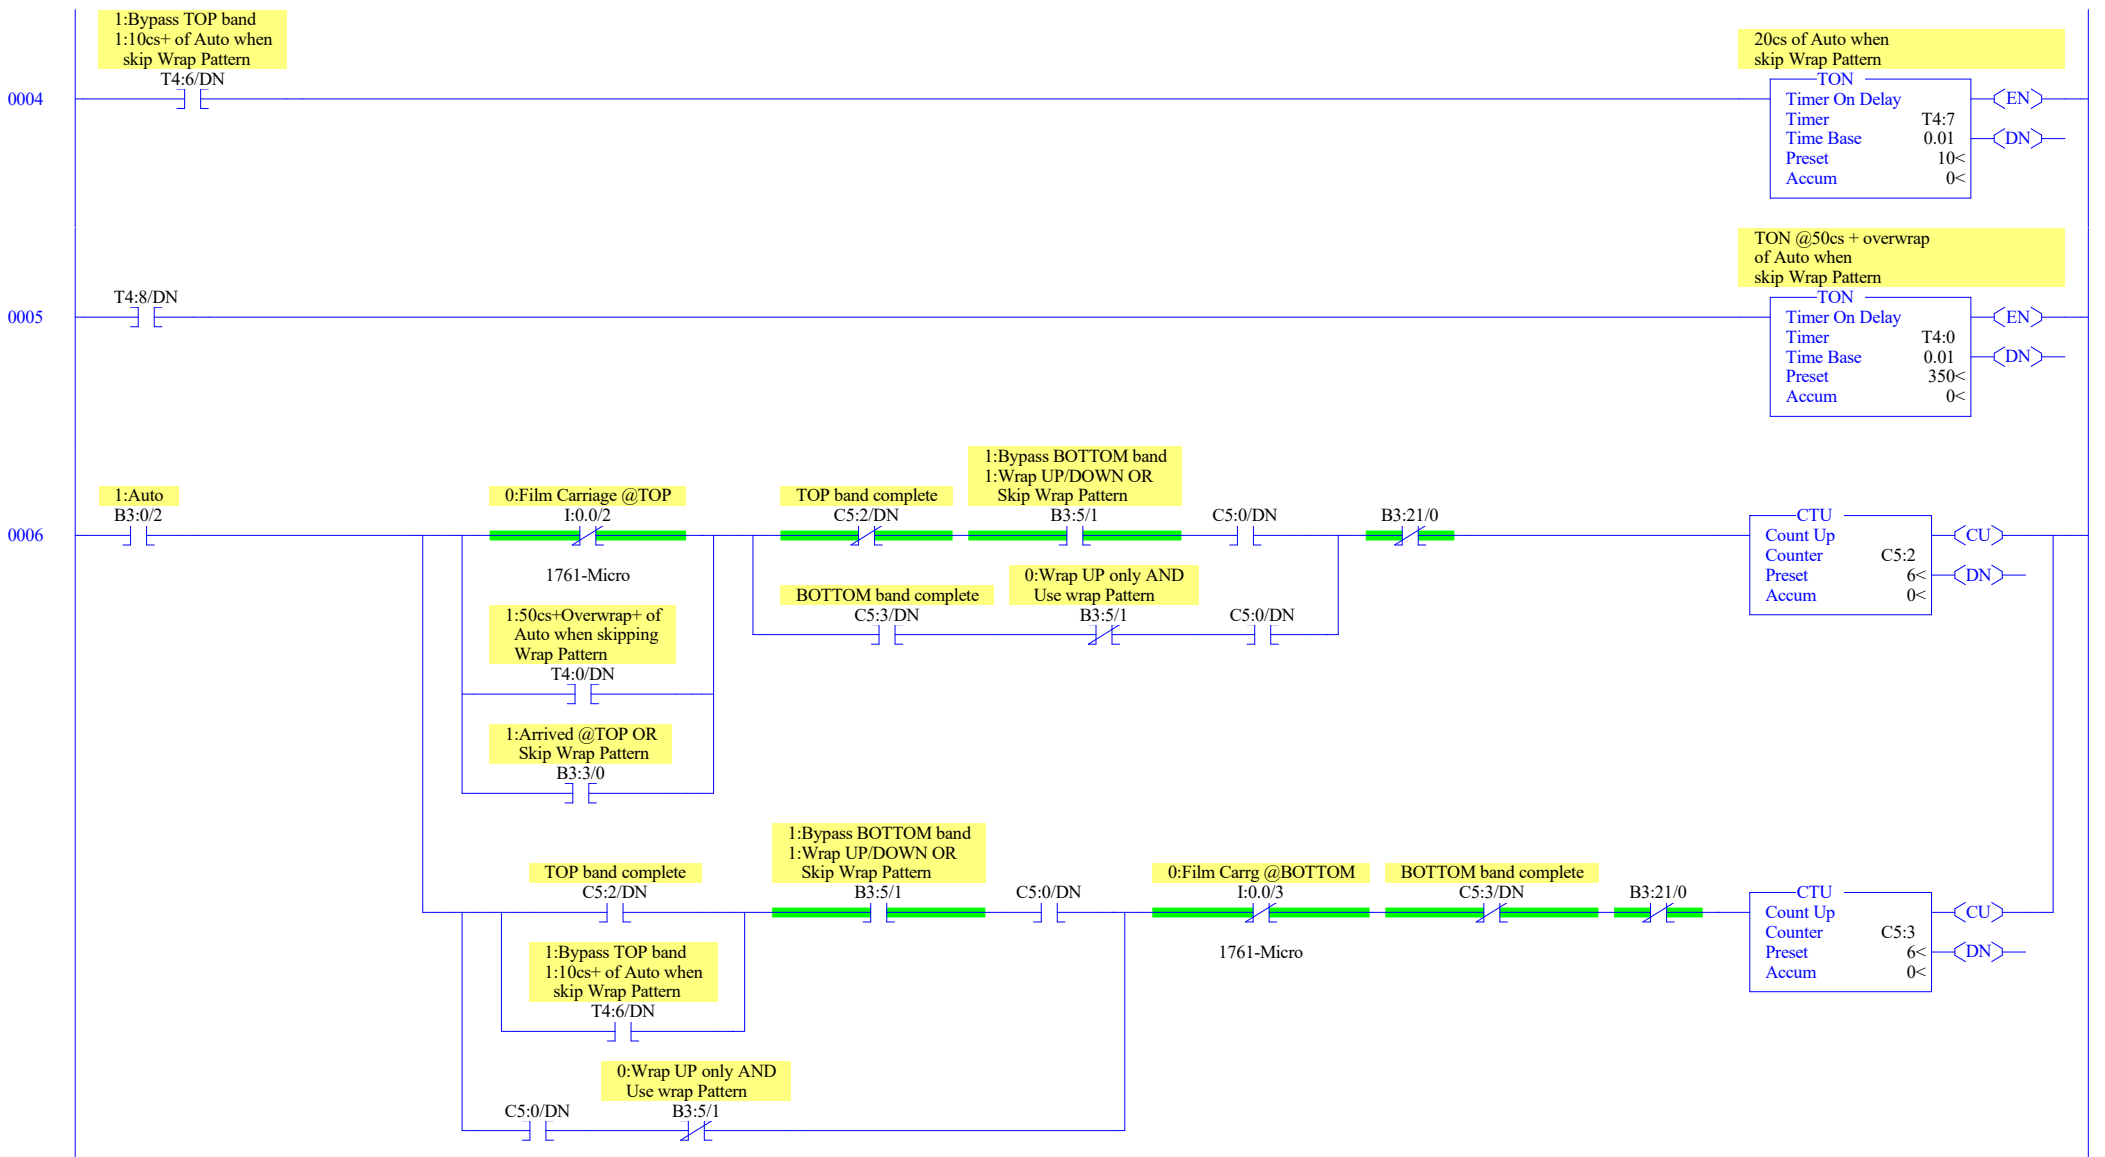 1:Bypass TOP band
1:10cs+ of Auto when
skip Wrap Pattern
T4:6/DN
0004
20cs of Auto when
skip Wrap Pattern
TON
Timer On Delay
Timer T4:7
Time Base 0.01
Preset 10<
Accum 0<
EN
DN
T4:8/DN
0005
TON @50cs + overwrap
of Auto when
skip Wrap Pattern
TON
Timer On Delay
Timer T4:0
Time Base 0.01
Preset 350<
Accum 0<
EN
DN
0006
1:Auto
B3:0/2
0:Film Carriage @TOP
I:0.0/2
1761-Micro
1:50cs+Overwrap+ of
Auto when skipping
Wrap Pattern
T4:0/DN
1:Arrived @TOP OR
Skip Wrap Pattern
B3:3/0
TOP band complete
C5:2/DN
1:Bypass BOTTOM band
1:Wrap UP/DOWN OR
Skip Wrap Pattern
B3:5/1
C5:0/DN
BOTTOM band complete
C5:3/DN
0:Wrap UP only AND
Use wrap Pattern
B3:5/1
C5:0/DN
B3:21/0
CTU
Count Up
Counter C5:2
Preset 6<
Accum 0<
CU
DN
TOP band complete
C5:2/DN
1:Bypass TOP band
1:10cs+ of Auto when
skip Wrap Pattern
T4:6/DN
1:Bypass BOTTOM band
1:Wrap UP/DOWN OR
Skip Wrap Pattern
B3:5/1
C5:0/DN
C5:0/DN
0:Wrap UP only AND
Use wrap Pattern
B3:5/1
0:Film Carrg @BOTTOM
I:0.0/3
1761-Micro
BOTTOM band complete
C5:3/DN
B3:21/0
CTU
Count Up
Counter C5:3
Preset 6<
Accum 0<
CU
DN